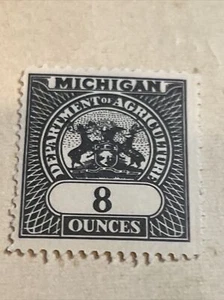 MICHIGAN
DEPARTMENT OF AGRICULTURE
8
OUNCES